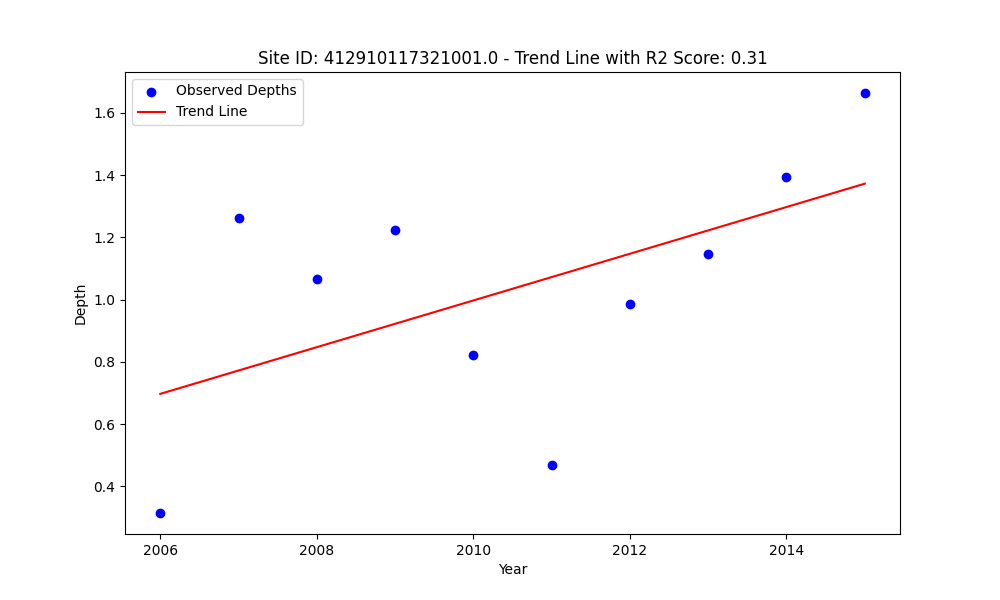 Site ID: 412910117321001.0 - Trend Line with R2 Score: 0.31
Observed Depths
Trend Line
1.6
1.4
1.2
1.0
0.8
0.6
0.4
Depth
2006
2008
2010
2012
2014
Year